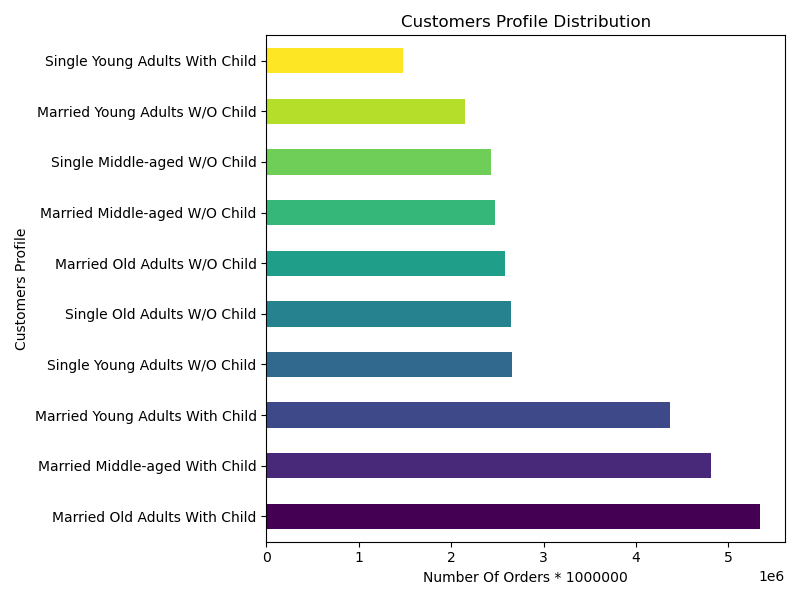 Customers Profile Distribution
Customers Profile
Single Young Adults With Child
Married Young Adults W/O Child
Single Middle-aged W/O Child
Married Middle-aged W/O Child
Married Old Adults W/O Child
Single Old Adults W/O Child
Single Young Adults W/O Child
Married Young Adults With Child
Married Middle-aged With Child
Married Old Adults With Child
0 1 2 3 4 5
1e6
Number Of Orders * 1000000